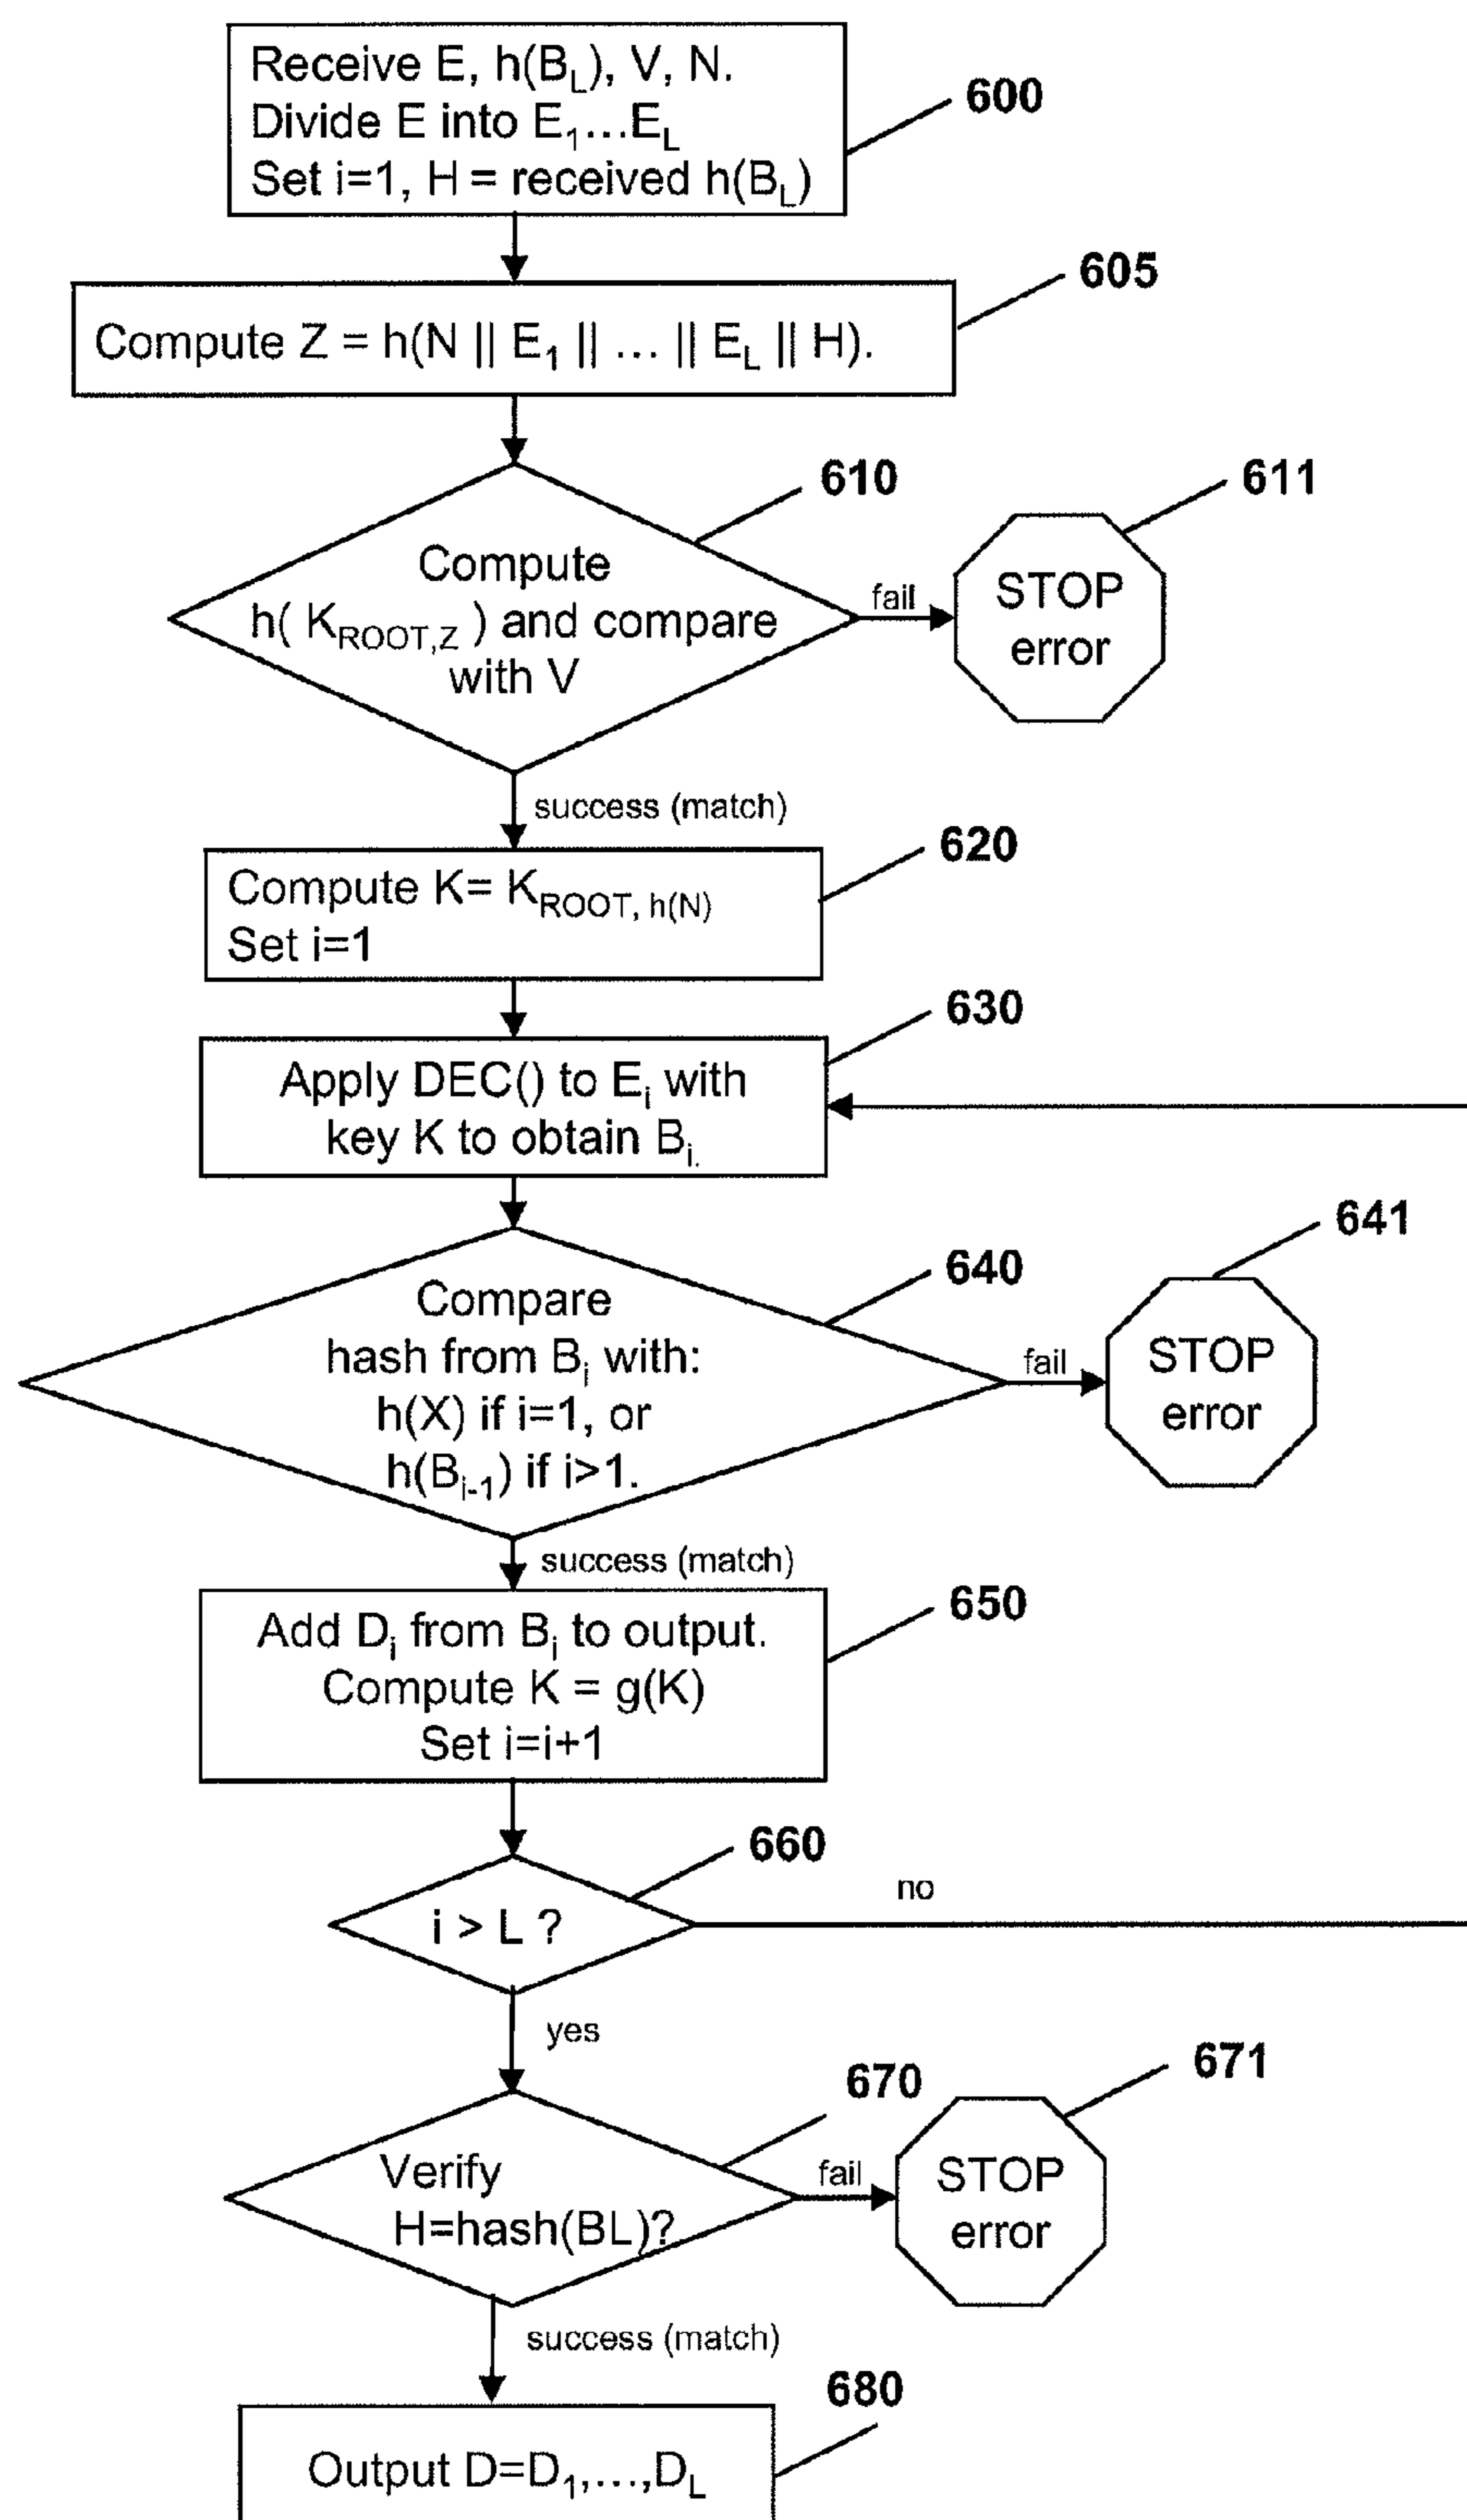 Receive E, h(B_L), V, N.
Divide E into E_1...E_L
Set i=1, H = received h(B_L)
600
605
Compute Z = h(N || E_1 || ... || E_L || H).
610
611
Compute
h( K_ROOT,Z ) and compare
with V
fail
STOP
error
success (match)
620
Compute K= K_ROOT, h(N)
Set i=1
630
Apply DEC() to E_i with
key K to obtain B_i.
641
640
Compare
hash from B_i with:
h(X) if i=1, or
h(B_i-1) if i>1.
fail
STOP
error
success (match)
650
Add D_i from B_i to output.
Compute K = g(K)
Set i=i+1
660
no
i > L ?
yes
670
671
Verify
H=hash(BL)?
fail
STOP
error
success (match)
680
Output D=D_1,...,D_L